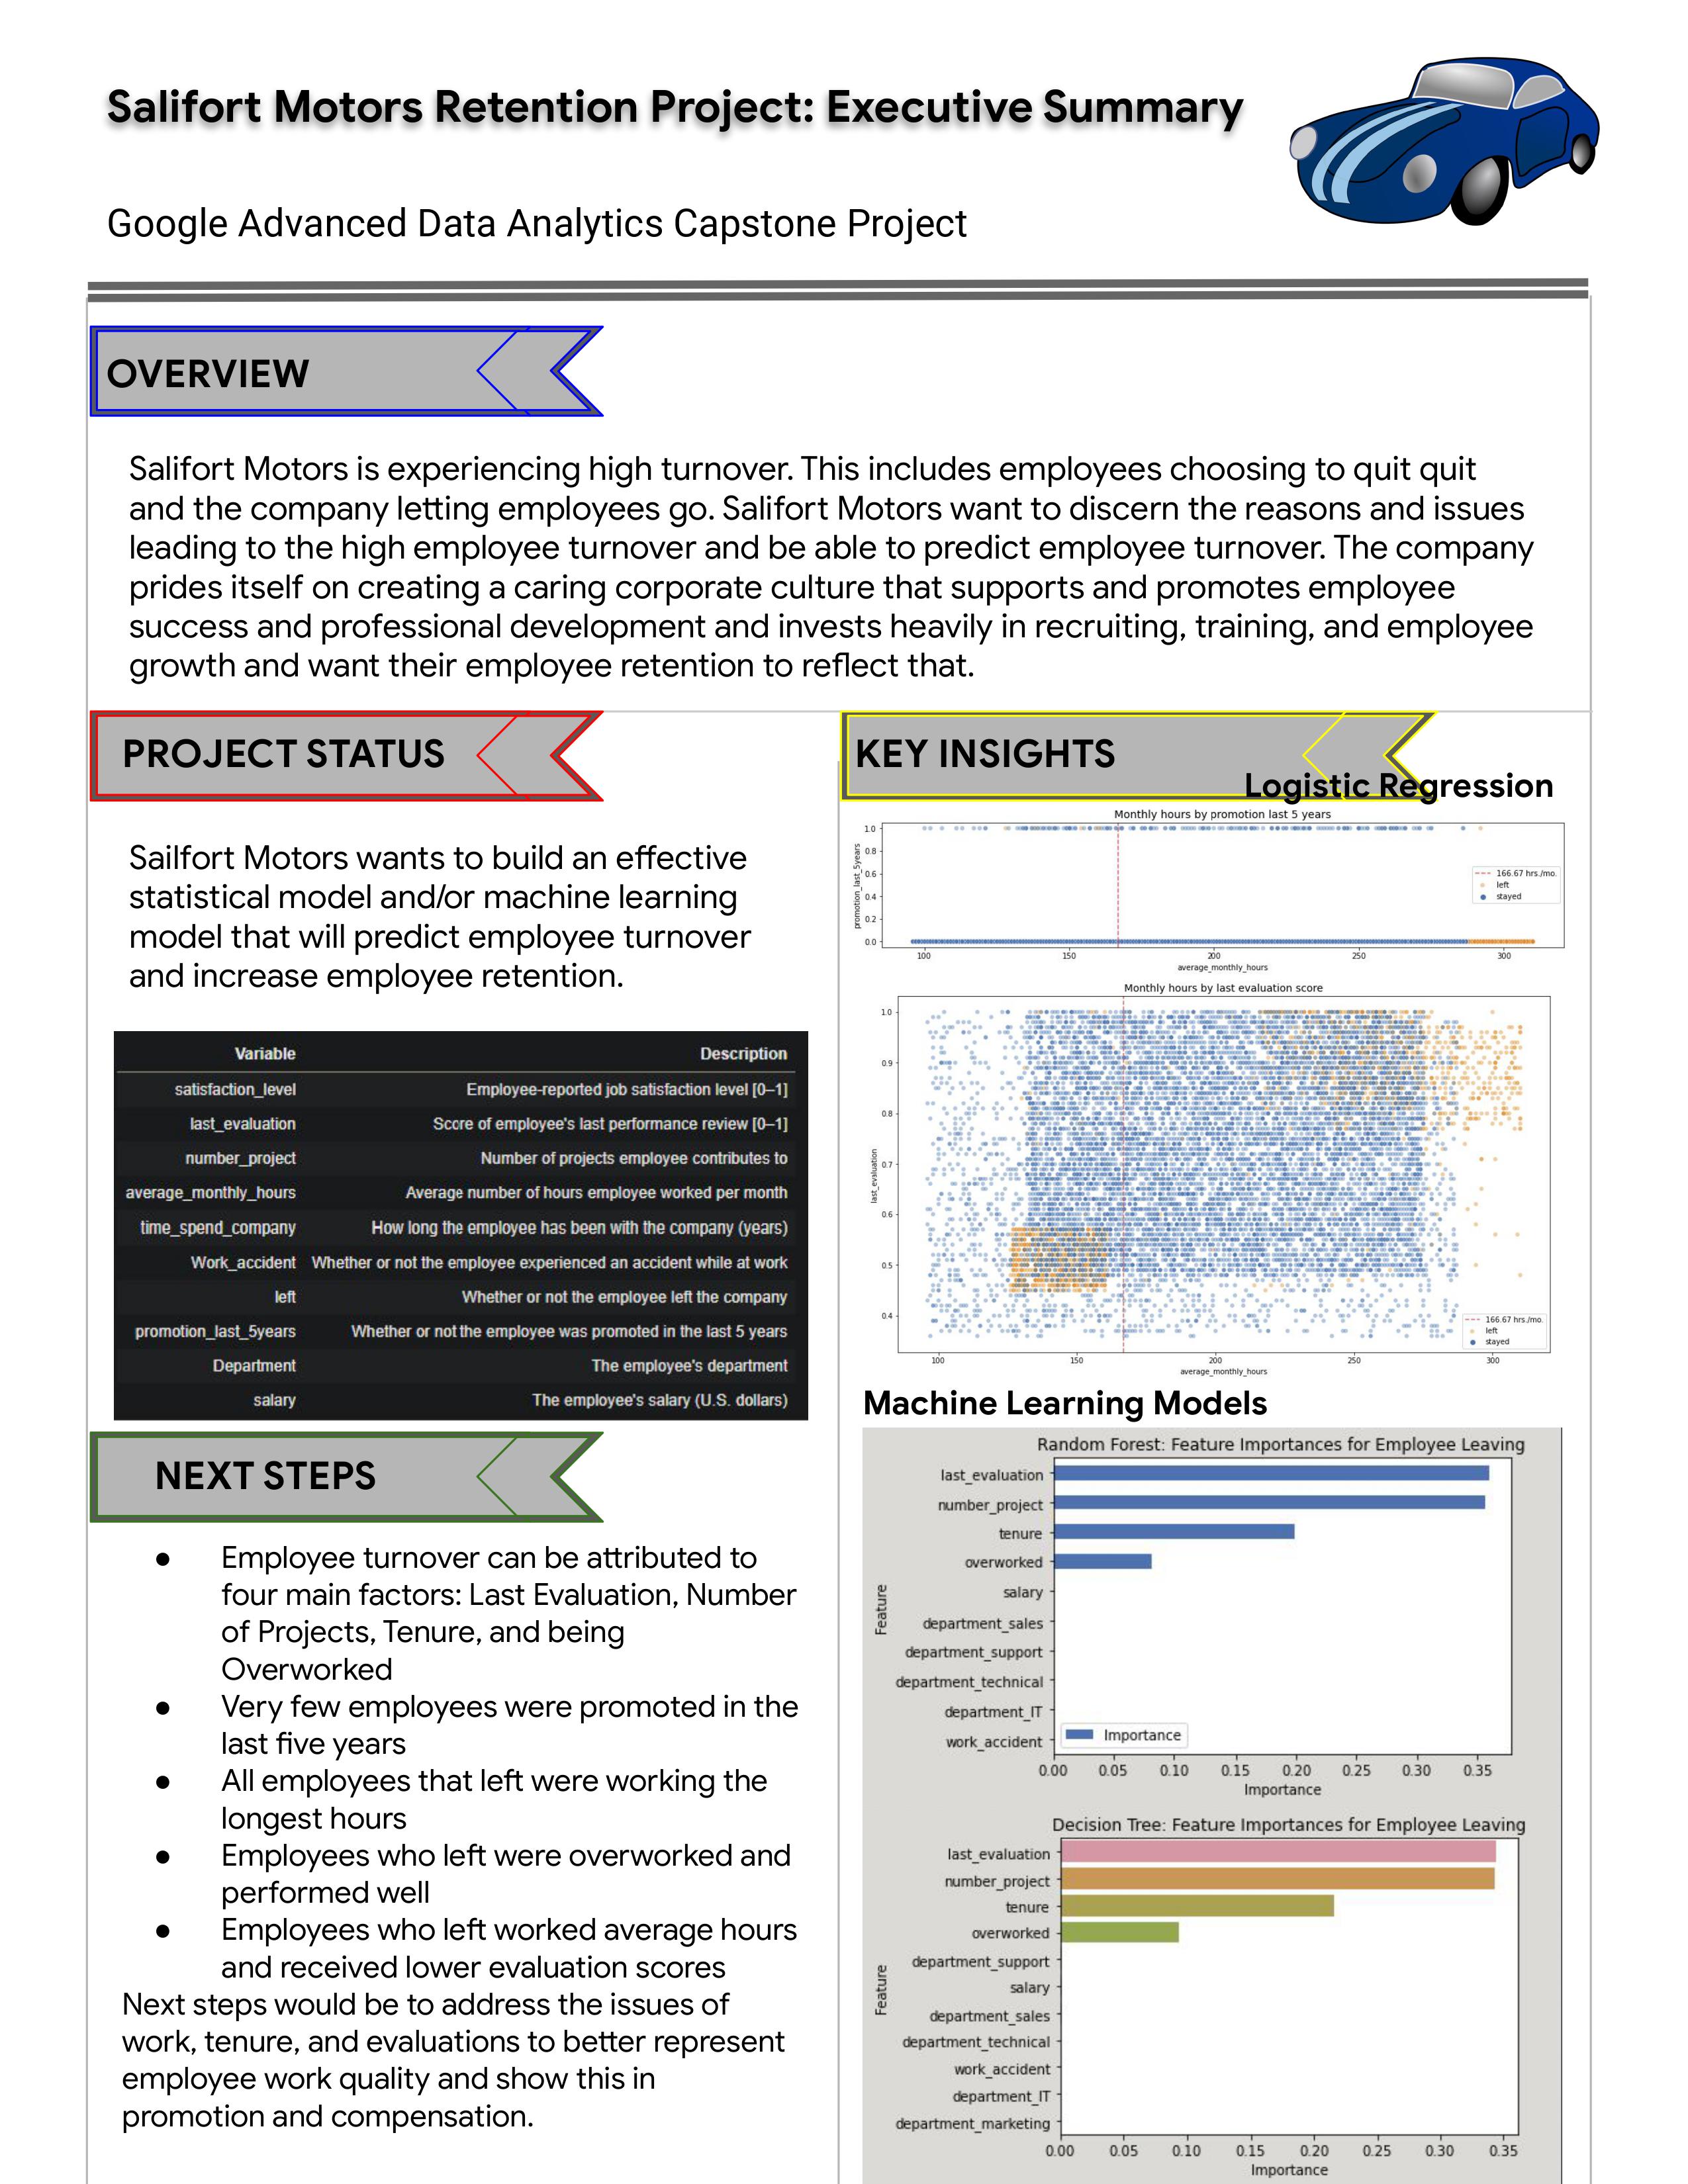 Salifort Motors Retention Project: Executive Summary
Google Advanced Data Analytics Capstone Project
OVERVIEW
Salifort Motors is experiencing high turnover. This includes employees choosing to quit quit
and the company letting employees go. Salifort Motors want to discern the reasons and issues
leading to the high employee turnover and be able to predict employee turnover. The company
prides itself on creating a caring corporate culture that supports and promotes employee
success and professional development and invests heavily in recruiting, training, and employee
growth and want their employee retention to reflect that.
PROJECT STATUS
Sailfort Motors wants to build an effective
statistical model and/or machine learning
model that will predict employee turnover
and increase employee retention.
Variable Description
satisfaction_level Employee-reported job satisfaction level [0–1]
last_evaluation Score of employee's last performance review [0–1]
number_project Number of projects employee contributes to
average_monthly_hours Average number of hours employee worked per month
time_spend_company How long the employee has been with the company (years)
Work_accident Whether or not the employee experienced an accident while at work
left Whether or not the employee left the company
promotion_last_5years Whether or not the employee was promoted in the last 5 years
Department The employee's department
salary The employee's salary (U.S. dollars)
NEXT STEPS
● Employee turnover can be attributed to
four main factors: Last Evaluation, Number
of Projects, Tenure, and being
Overworked
● Very few employees were promoted in the
last five years
● All employees that left were working the
longest hours
● Employees who left were overworked and
performed well
● Employees who left worked average hours
and received lower evaluation scores
Next steps would be to address the issues of
work, tenure, and evaluations to better represent
employee work quality and show this in
promotion and compensation.
KEY INSIGHTS
Logistic Regression
Monthly hours by promotion last 5 years
promotion_last_5years
1.0
0.8
0.6
0.4
0.2
0.0
166.67 hrs./mo.
left
stayed
100 150 200 250 300
average_monthly_hours
Monthly hours by last evaluation score
last_evaluation
1.0
0.9
0.8
0.7
0.6
0.5
0.4
166.67 hrs./mo.
left
stayed
100 150 200 250 300
average_monthly_hours
Machine Learning Models
Random Forest: Feature Importances for Employee Leaving
Feature
last_evaluation
number_project
tenure
overworked
salary
department_sales
department_support
department_technical
department_IT
work_accident
Importance
0.00 0.05 0.10 0.15 0.20 0.25 0.30 0.35
Importance
Decision Tree: Feature Importances for Employee Leaving
Feature
last_evaluation
number_project
tenure
overworked
department_support
salary
department_sales
department_technical
work_accident
department_IT
department_marketing
0.00 0.05 0.10 0.15 0.20 0.25 0.30 0.35
Importance